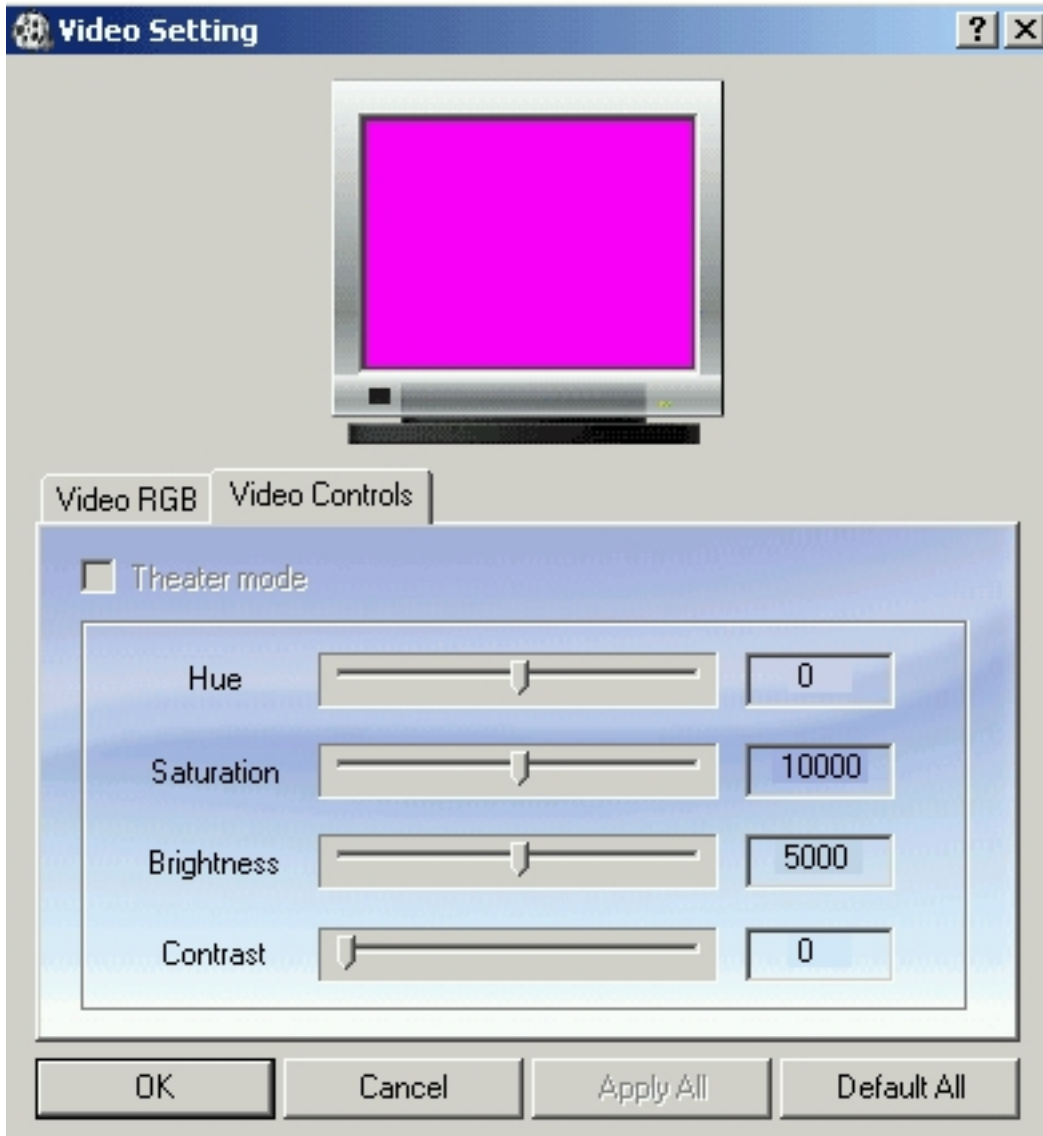 Video Setting
Video RGB
Video Controls
Theater mode
Hue
0
Saturation
10000
Brightness
5000
Contrast
0
OK
Cancel
Apply All
Default All